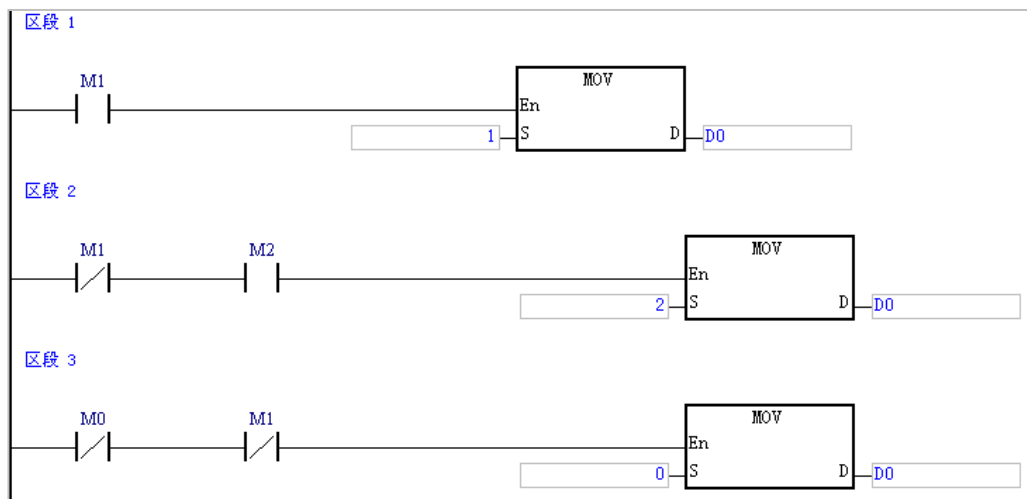 区段 1
M1
MOV
En
1 S D D0
区段 2
M1 M2
MOV
En
2 S D D0
区段 3
M0 M1
MOV
En
0 S D D0